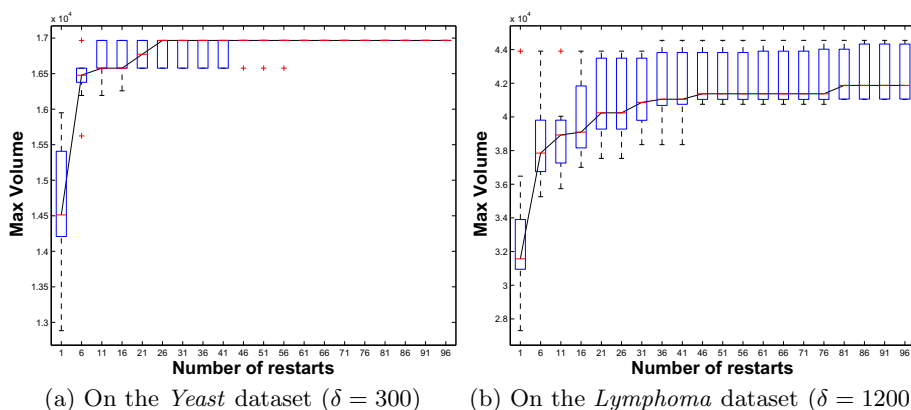 x 10⁴
1.7
1.65
1.6
1.55
1.5
1.45
1.4
1.35
1.3
Max Volume
1 6 11 16 21 26 31 36 41 46 51 56 61 66 71 76 81 86 91 96
Number of restarts
(a) On the Yeast dataset (δ = 300)
x 10⁴
4.4
4.2
4
3.8
3.6
3.4
3.2
3
2.8
Max Volume
1 6 11 16 21 26 31 36 41 46 51 56 61 66 71 76 81 86 91 96
Number of restarts
(b) On the Lymphoma dataset (δ = 1200